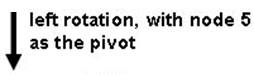 left rotation, with node 5
as the pivot